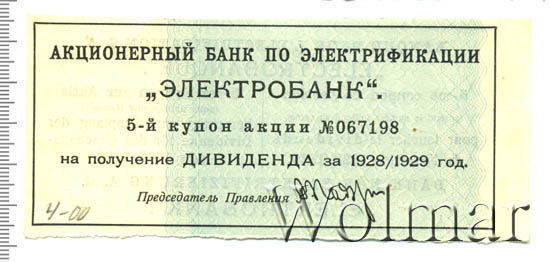 АКЦИОНЕРНЫЙ БАНК ПО ЭЛЕКТРИФИКАЦИИ
„ЭЛЕКТРОБАНК“
5-й купон акции №067198
на получение ДИВИДЕНДА за 1928/1929 год.
Председатель Правления
4-00
Wolmar